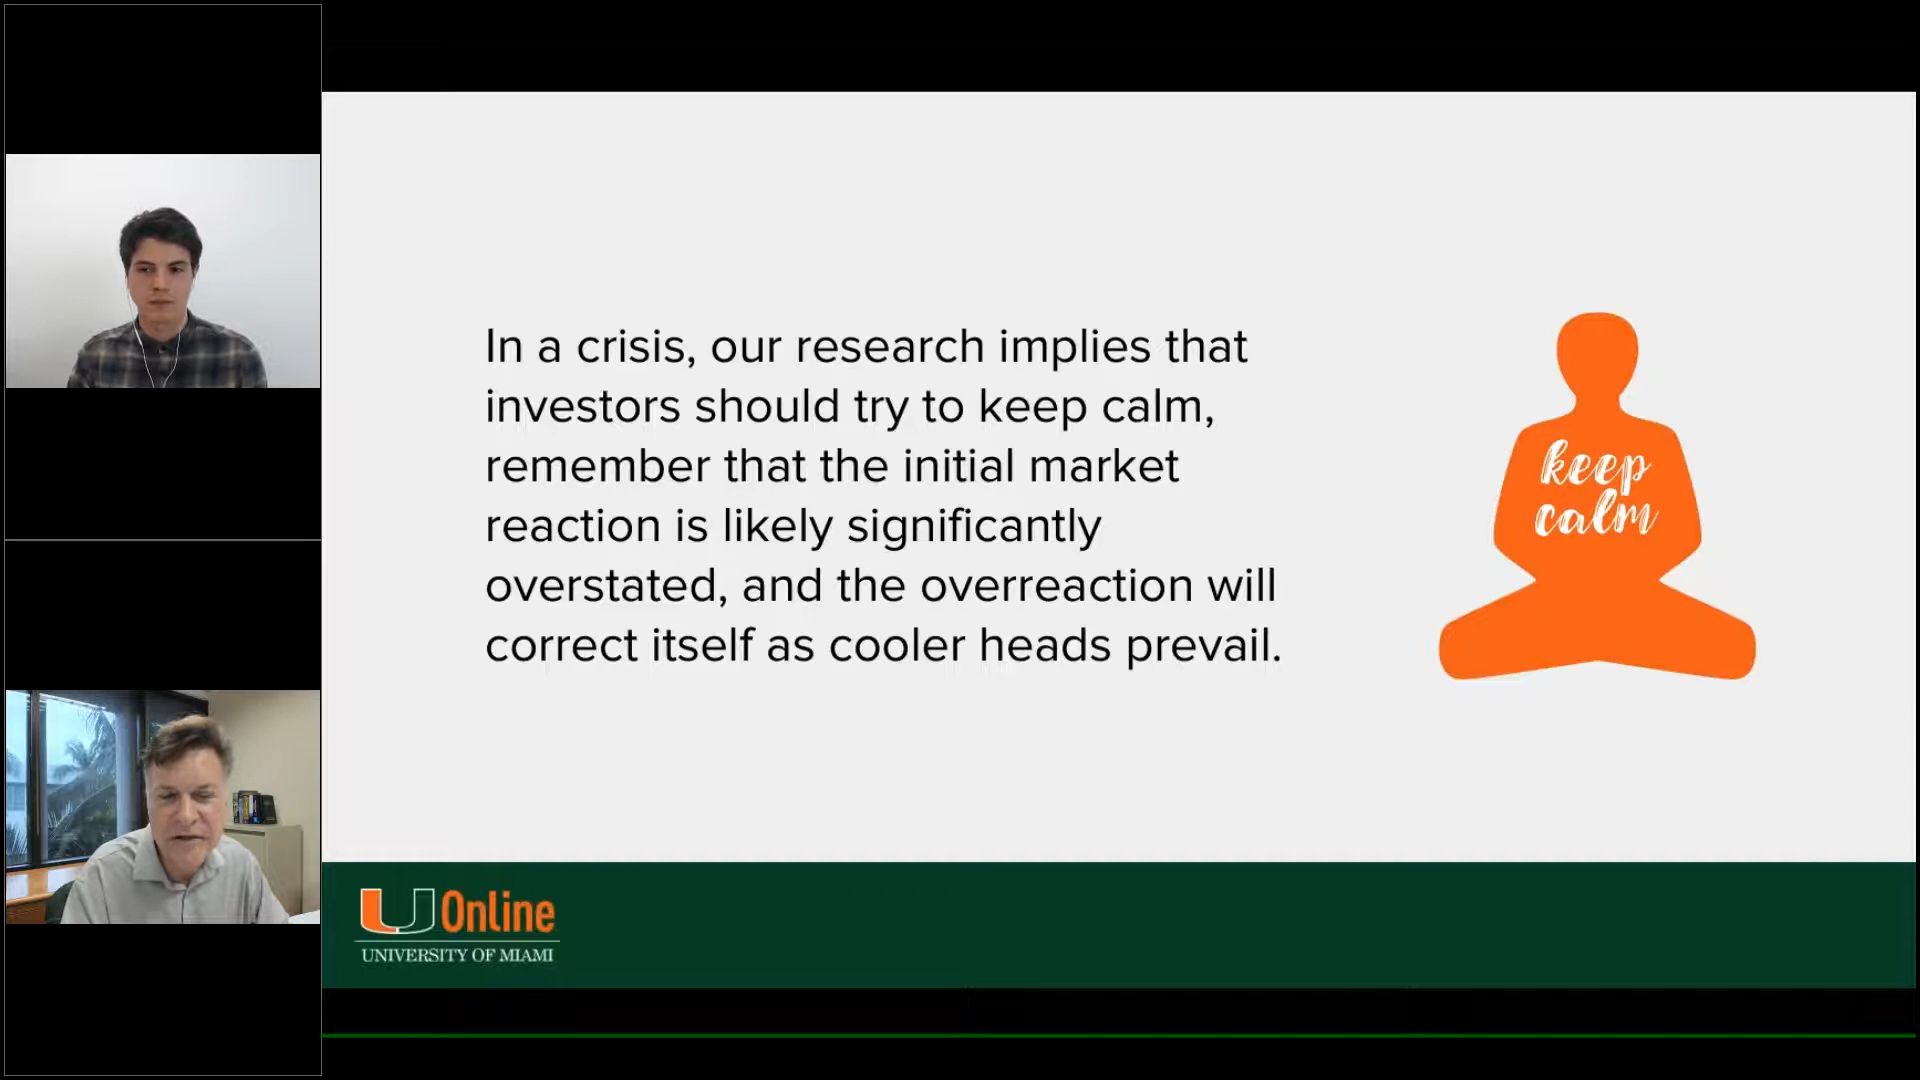 In a crisis, our research implies that
investors should try to keep calm,
remember that the initial market
reaction is likely significantly
overstated, and the overreaction will
correct itself as cooler heads prevail.
keep
calm
U Online
UNIVERSITY OF MIAMI